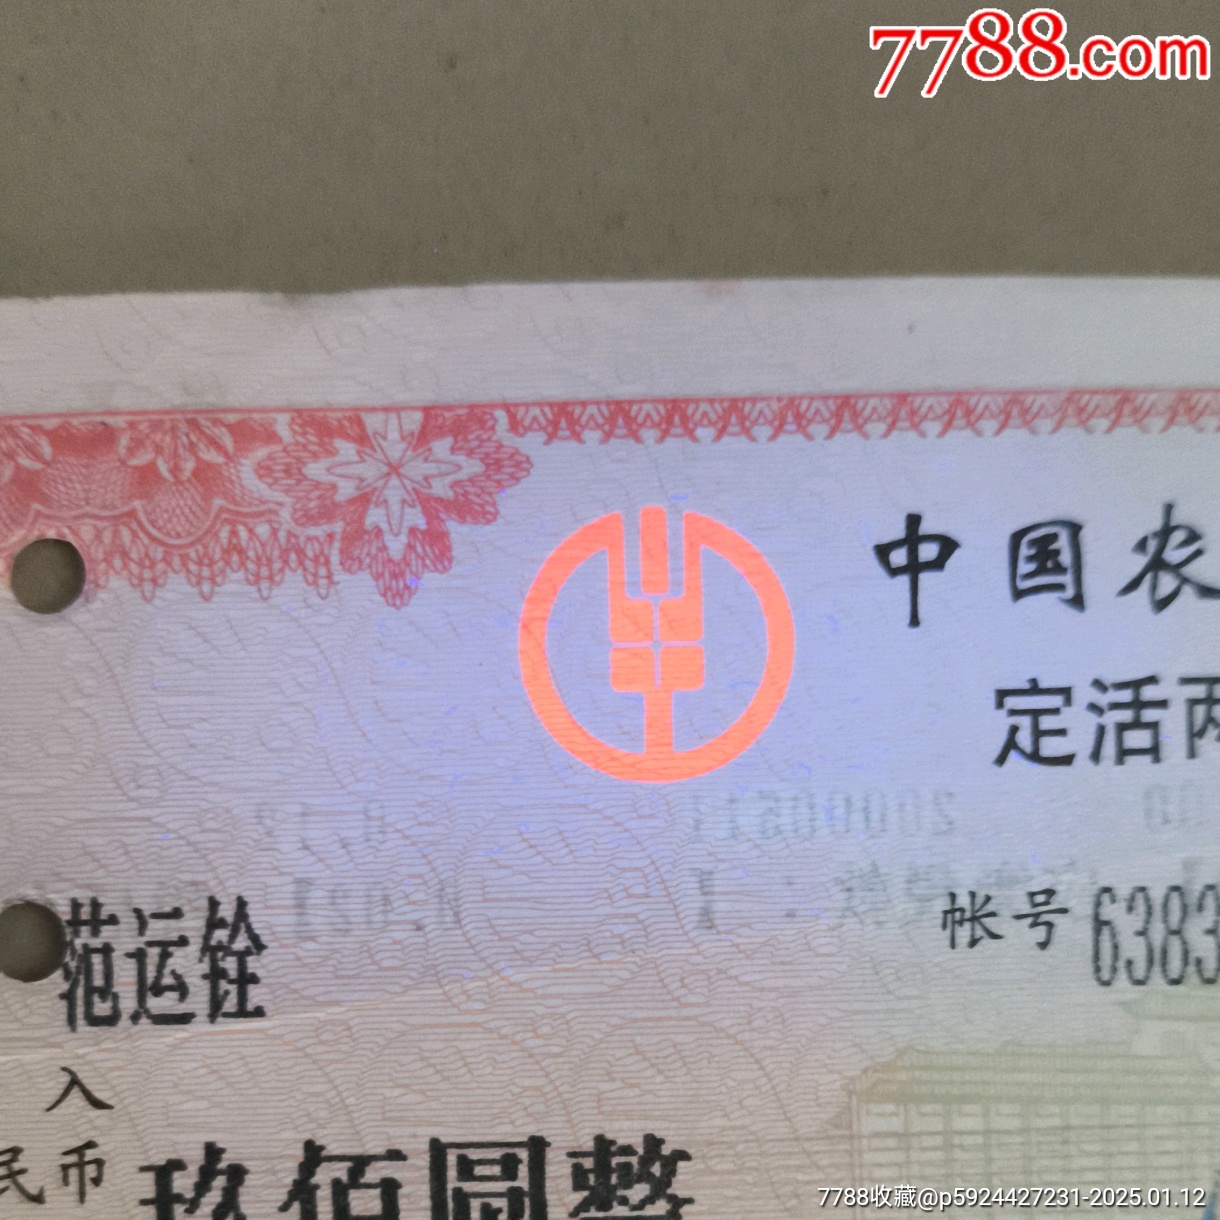 7788.com
中国农
定活两
范运铨
帐号 6383
入
民币 玖佰圆整
7788收藏@p5924427231-2025.01.12